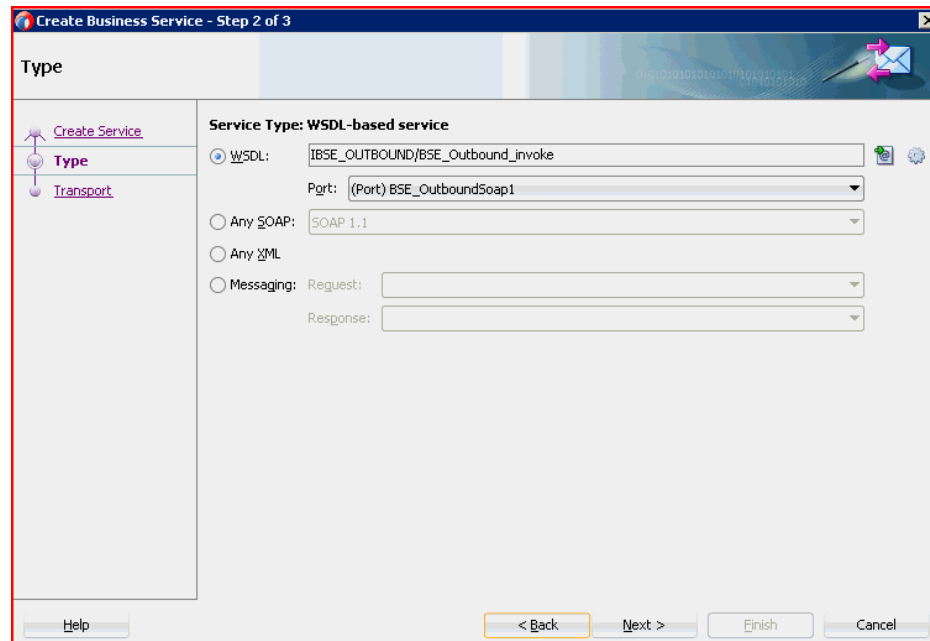 Create Business Service - Step 2 of 3
Type
Create Service
Type
Transport
Service Type: WSDL-based service
WSDL: IBSE_OUTBOUND/BSE_Outbound_invoke
Port: (Port) BSE_OutboundSoap1
Any SOAP: SOAP 1.1
Any XML
Messaging: Request:
Response:
Help < Back Next > Finish Cancel